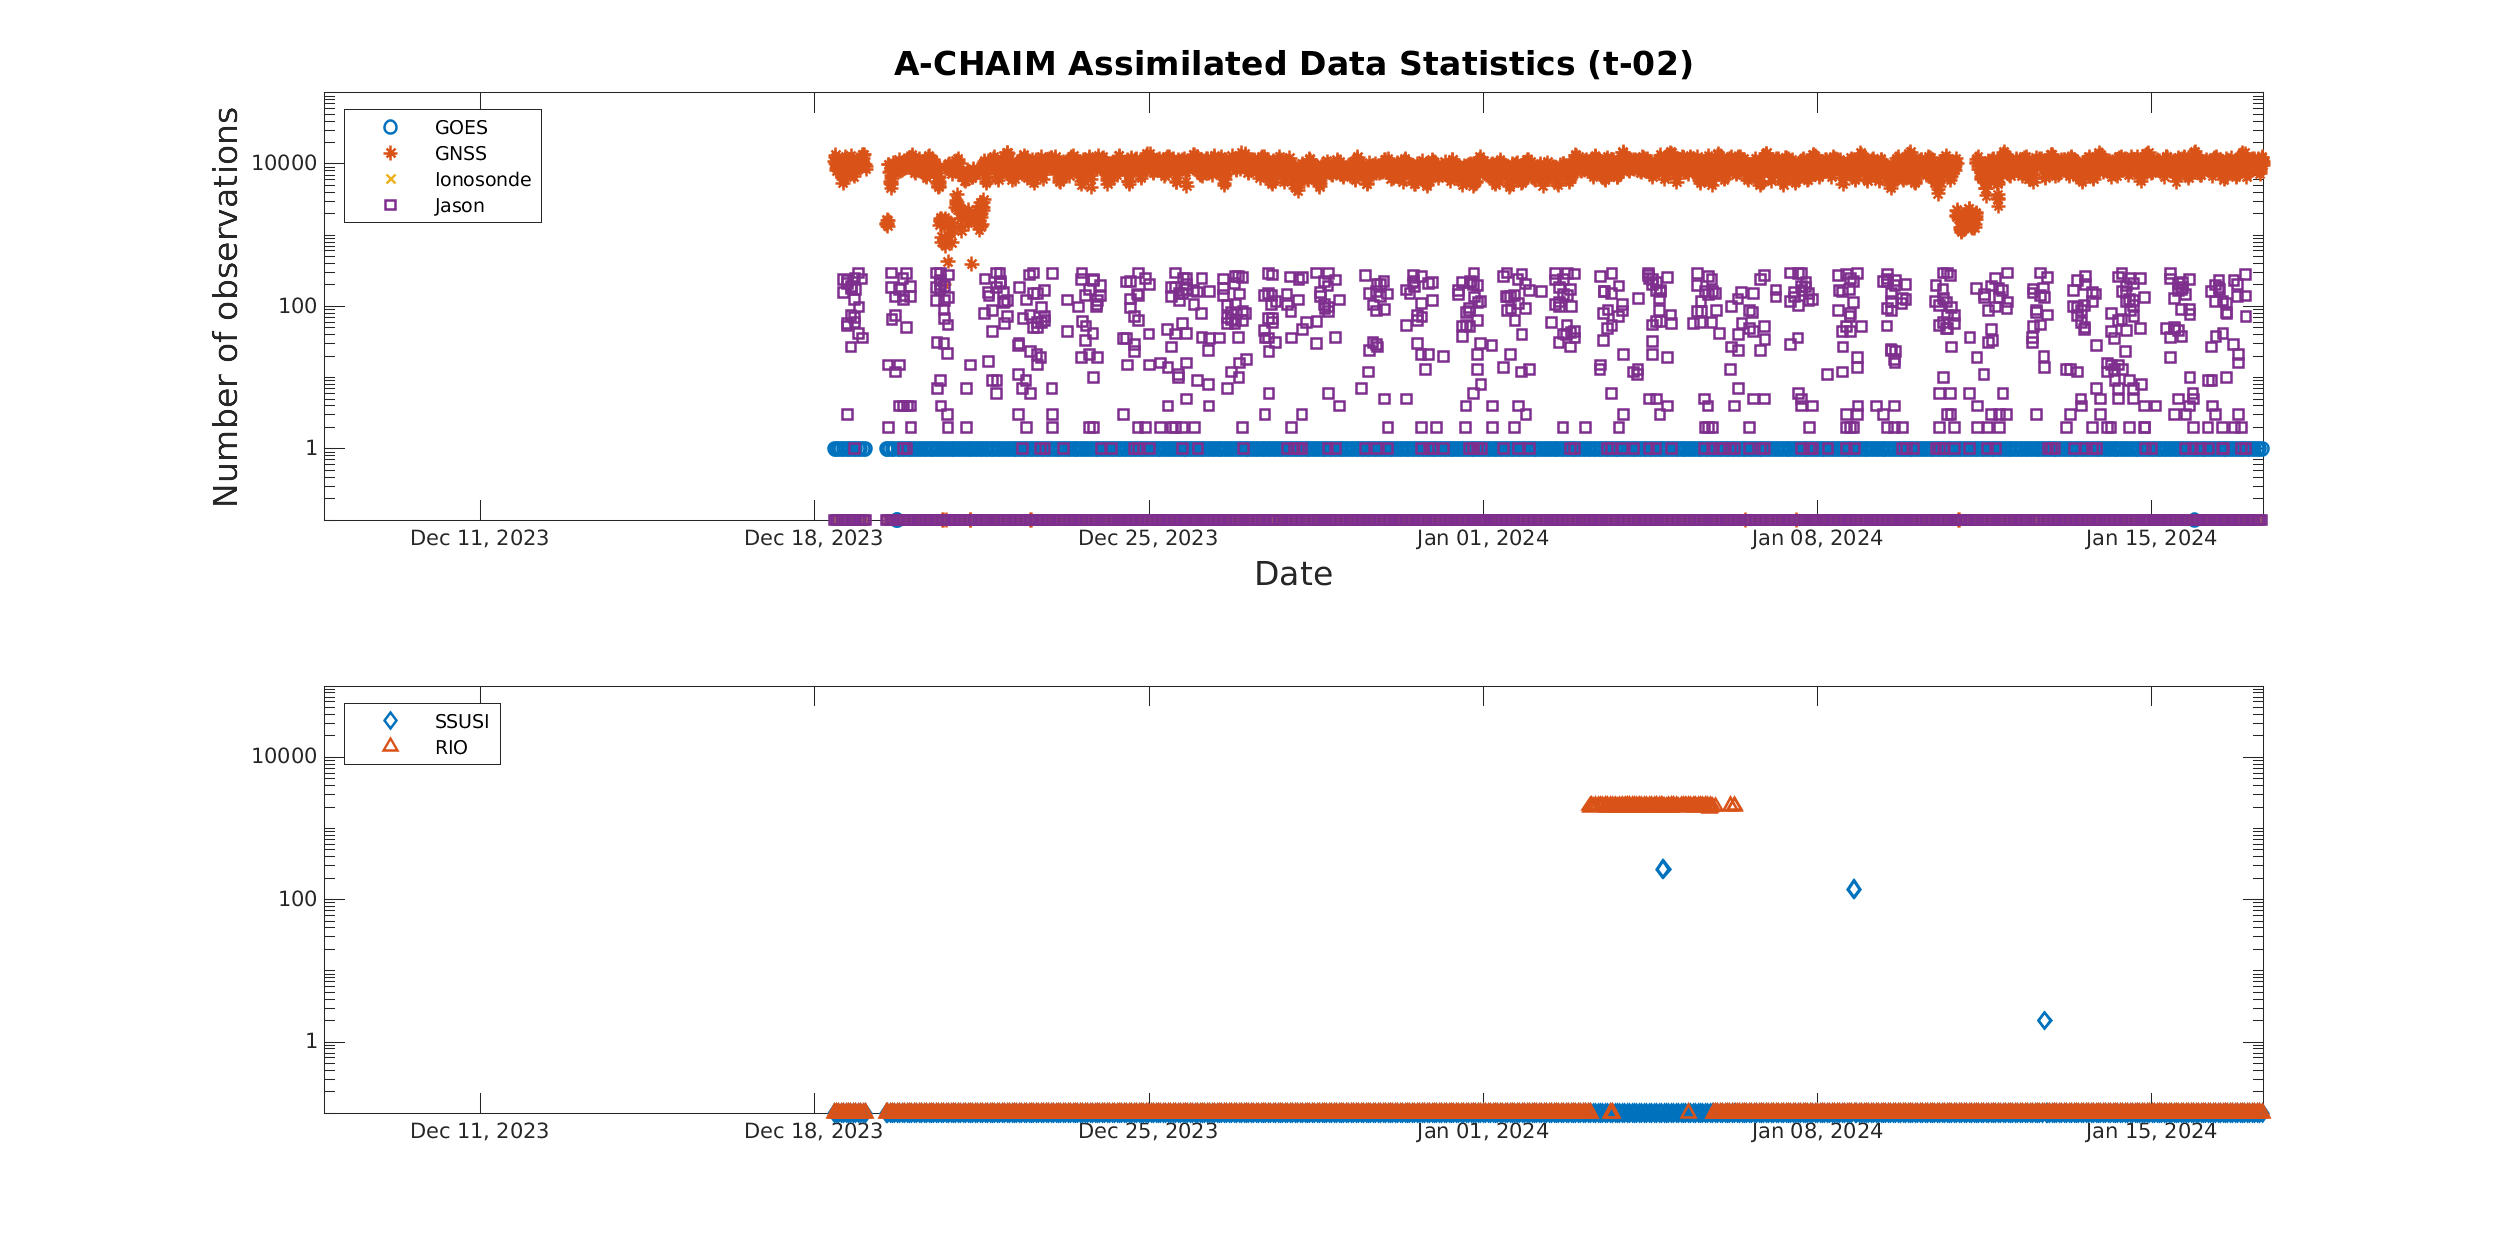 A-CHAIM Assimilated Data Statistics (t-02)
Number of observations
10000
100
1
GOES
GNSS
Ionosonde
Jason
Dec 11, 2023
Dec 18, 2023
Dec 25, 2023
Jan 01, 2024
Jan 08, 2024
Jan 15, 2024
Date
10000
100
1
SSUSI
RIO
Dec 11, 2023
Dec 18, 2023
Dec 25, 2023
Jan 01, 2024
Jan 08, 2024
Jan 15, 2024